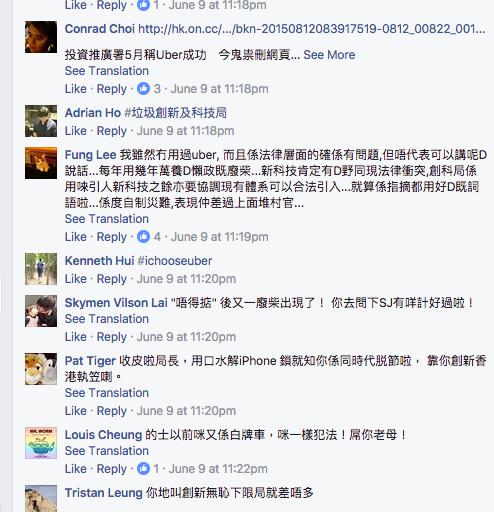 Like · Reply · 1 · June 9 at 11:18pm
Conrad Choi http://hk.on.cc/.../bkn-20150812083917519-0812_00822_001...
投資推廣署5月稱Uber成功 今鬼祟刪網頁... See More
See Translation
Like · Reply · 3 · June 9 at 11:18pm
Adrian Ho #垃圾創新及科技局
Like · Reply · June 9 at 11:18pm
Fung Lee 我雖然冇用過uber, 而且係法律層面的確係有問題,但唔代表可以講呢D
說話...每年用幾年萬養D懶政既廢柴...新科技肯定有D野同現法律衝突,創科局係
用唻引人新科技之餘亦要協調現有體系可以合法引入...就算係指摘都用好D既詞
語啦...係度自制災難,表現仲差過上面堆村官...
See Translation
Like · Reply · 4 · June 9 at 11:19pm
Kenneth Hui #ichooseuber
Like · Reply · June 9 at 11:20pm
Skymen Vilson Lai "唔得掂" 後又一廢柴出現了！ 你去問下SJ有咩計好過啦！
See Translation
Like · Reply · June 9 at 11:20pm
Pat Tiger 收皮啦局長，用口水解iPhone 鎖就知你係同時代脫節啦， 靠你創新香
港執笠喇。
See Translation
Like · Reply · June 9 at 11:20pm
MR. WORM
Louis Cheung 的士以前咪又係白牌車，咪一樣犯法！屌你老母！
See Translation
Like · Reply · 1 · June 9 at 11:22pm
Tristan Leung 你地叫創新無恥下限局就差唔多